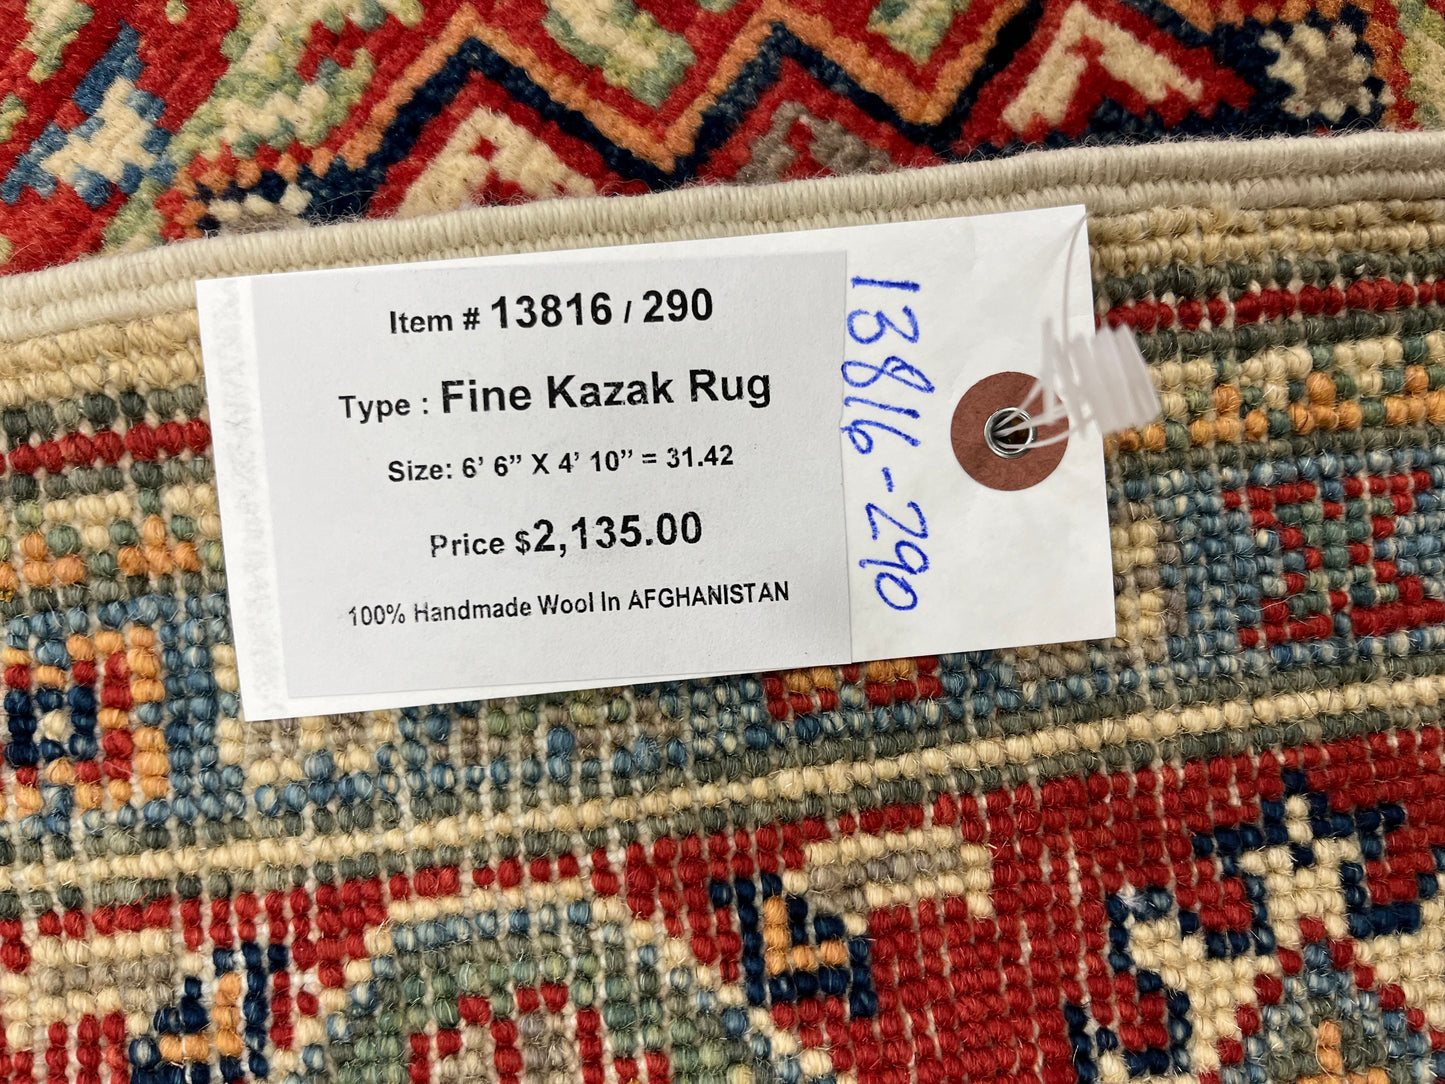 Item # 13816 / 290
Type : Fine Kazak Rug
Size: 6’ 6” X 4’ 10” = 31.42
Price $2,135.00
100% Handmade Wool In AFGHANISTAN
13816-290